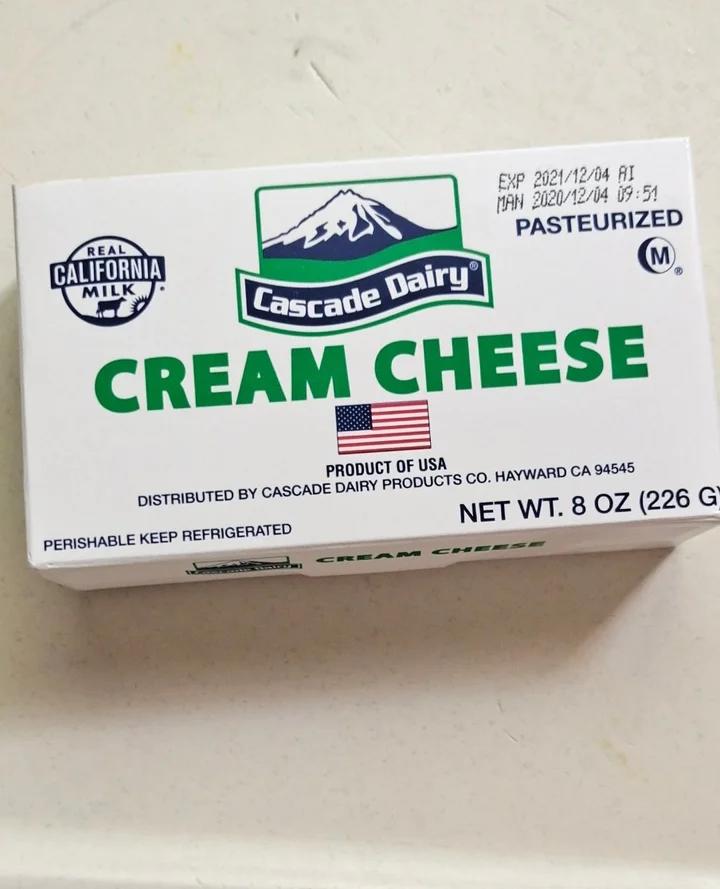 EXP 2021/12/04 AI
MAN 2020/12/04 09:51
PASTEURIZED
M®
REAL
CALIFORNIA
MILK
Cascade Dairy®
CREAM CHEESE
PRODUCT OF USA
DISTRIBUTED BY CASCADE DAIRY PRODUCTS CO. HAYWARD CA 94545
NET WT. 8 OZ (226 G)
PERISHABLE KEEP REFRIGERATED
Cascade Dairy
CREAM CHEESE